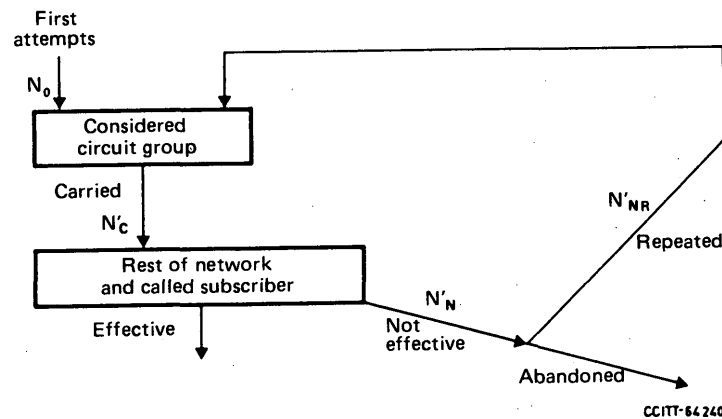 First
attempts
N₀
Considered
circuit group
Carried
N'C
Rest of network
and called subscriber
Effective
N'N
Not
effective
N'NR
Repeated
Abandoned
CCITT-64240